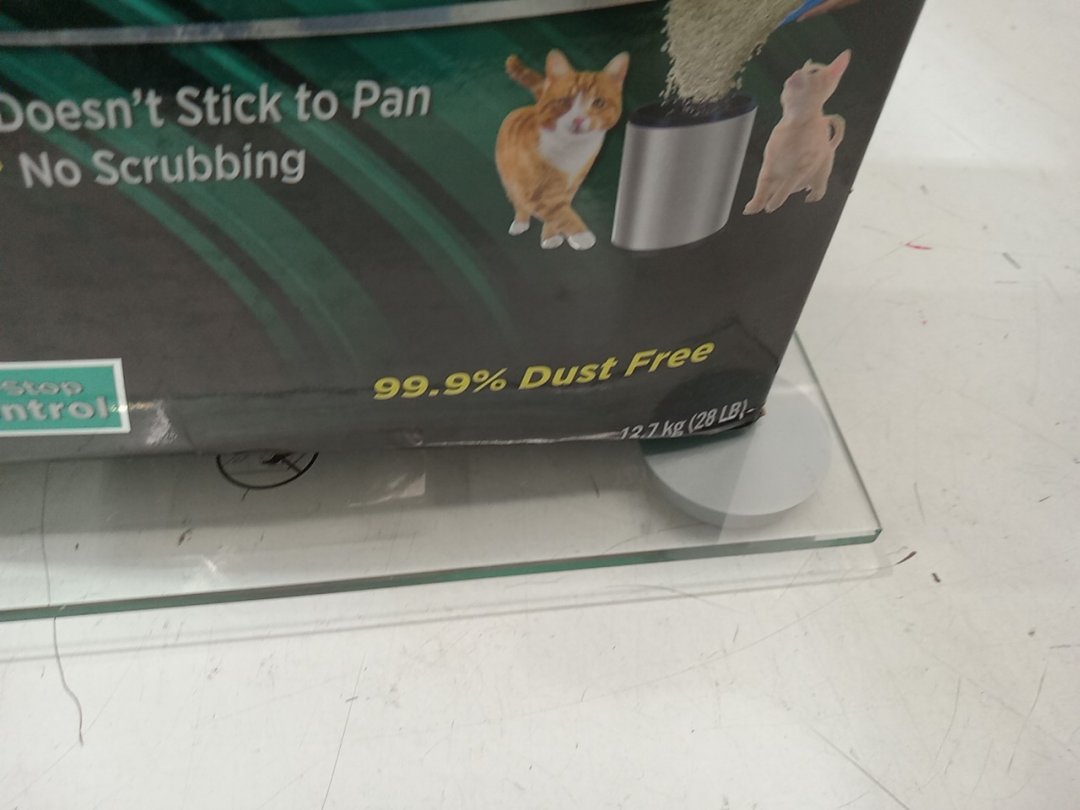 Doesn't Stick to Pan
No Scrubbing
Stop
ntrol
99.9% Dust Free
12.7 kg (28 LB)